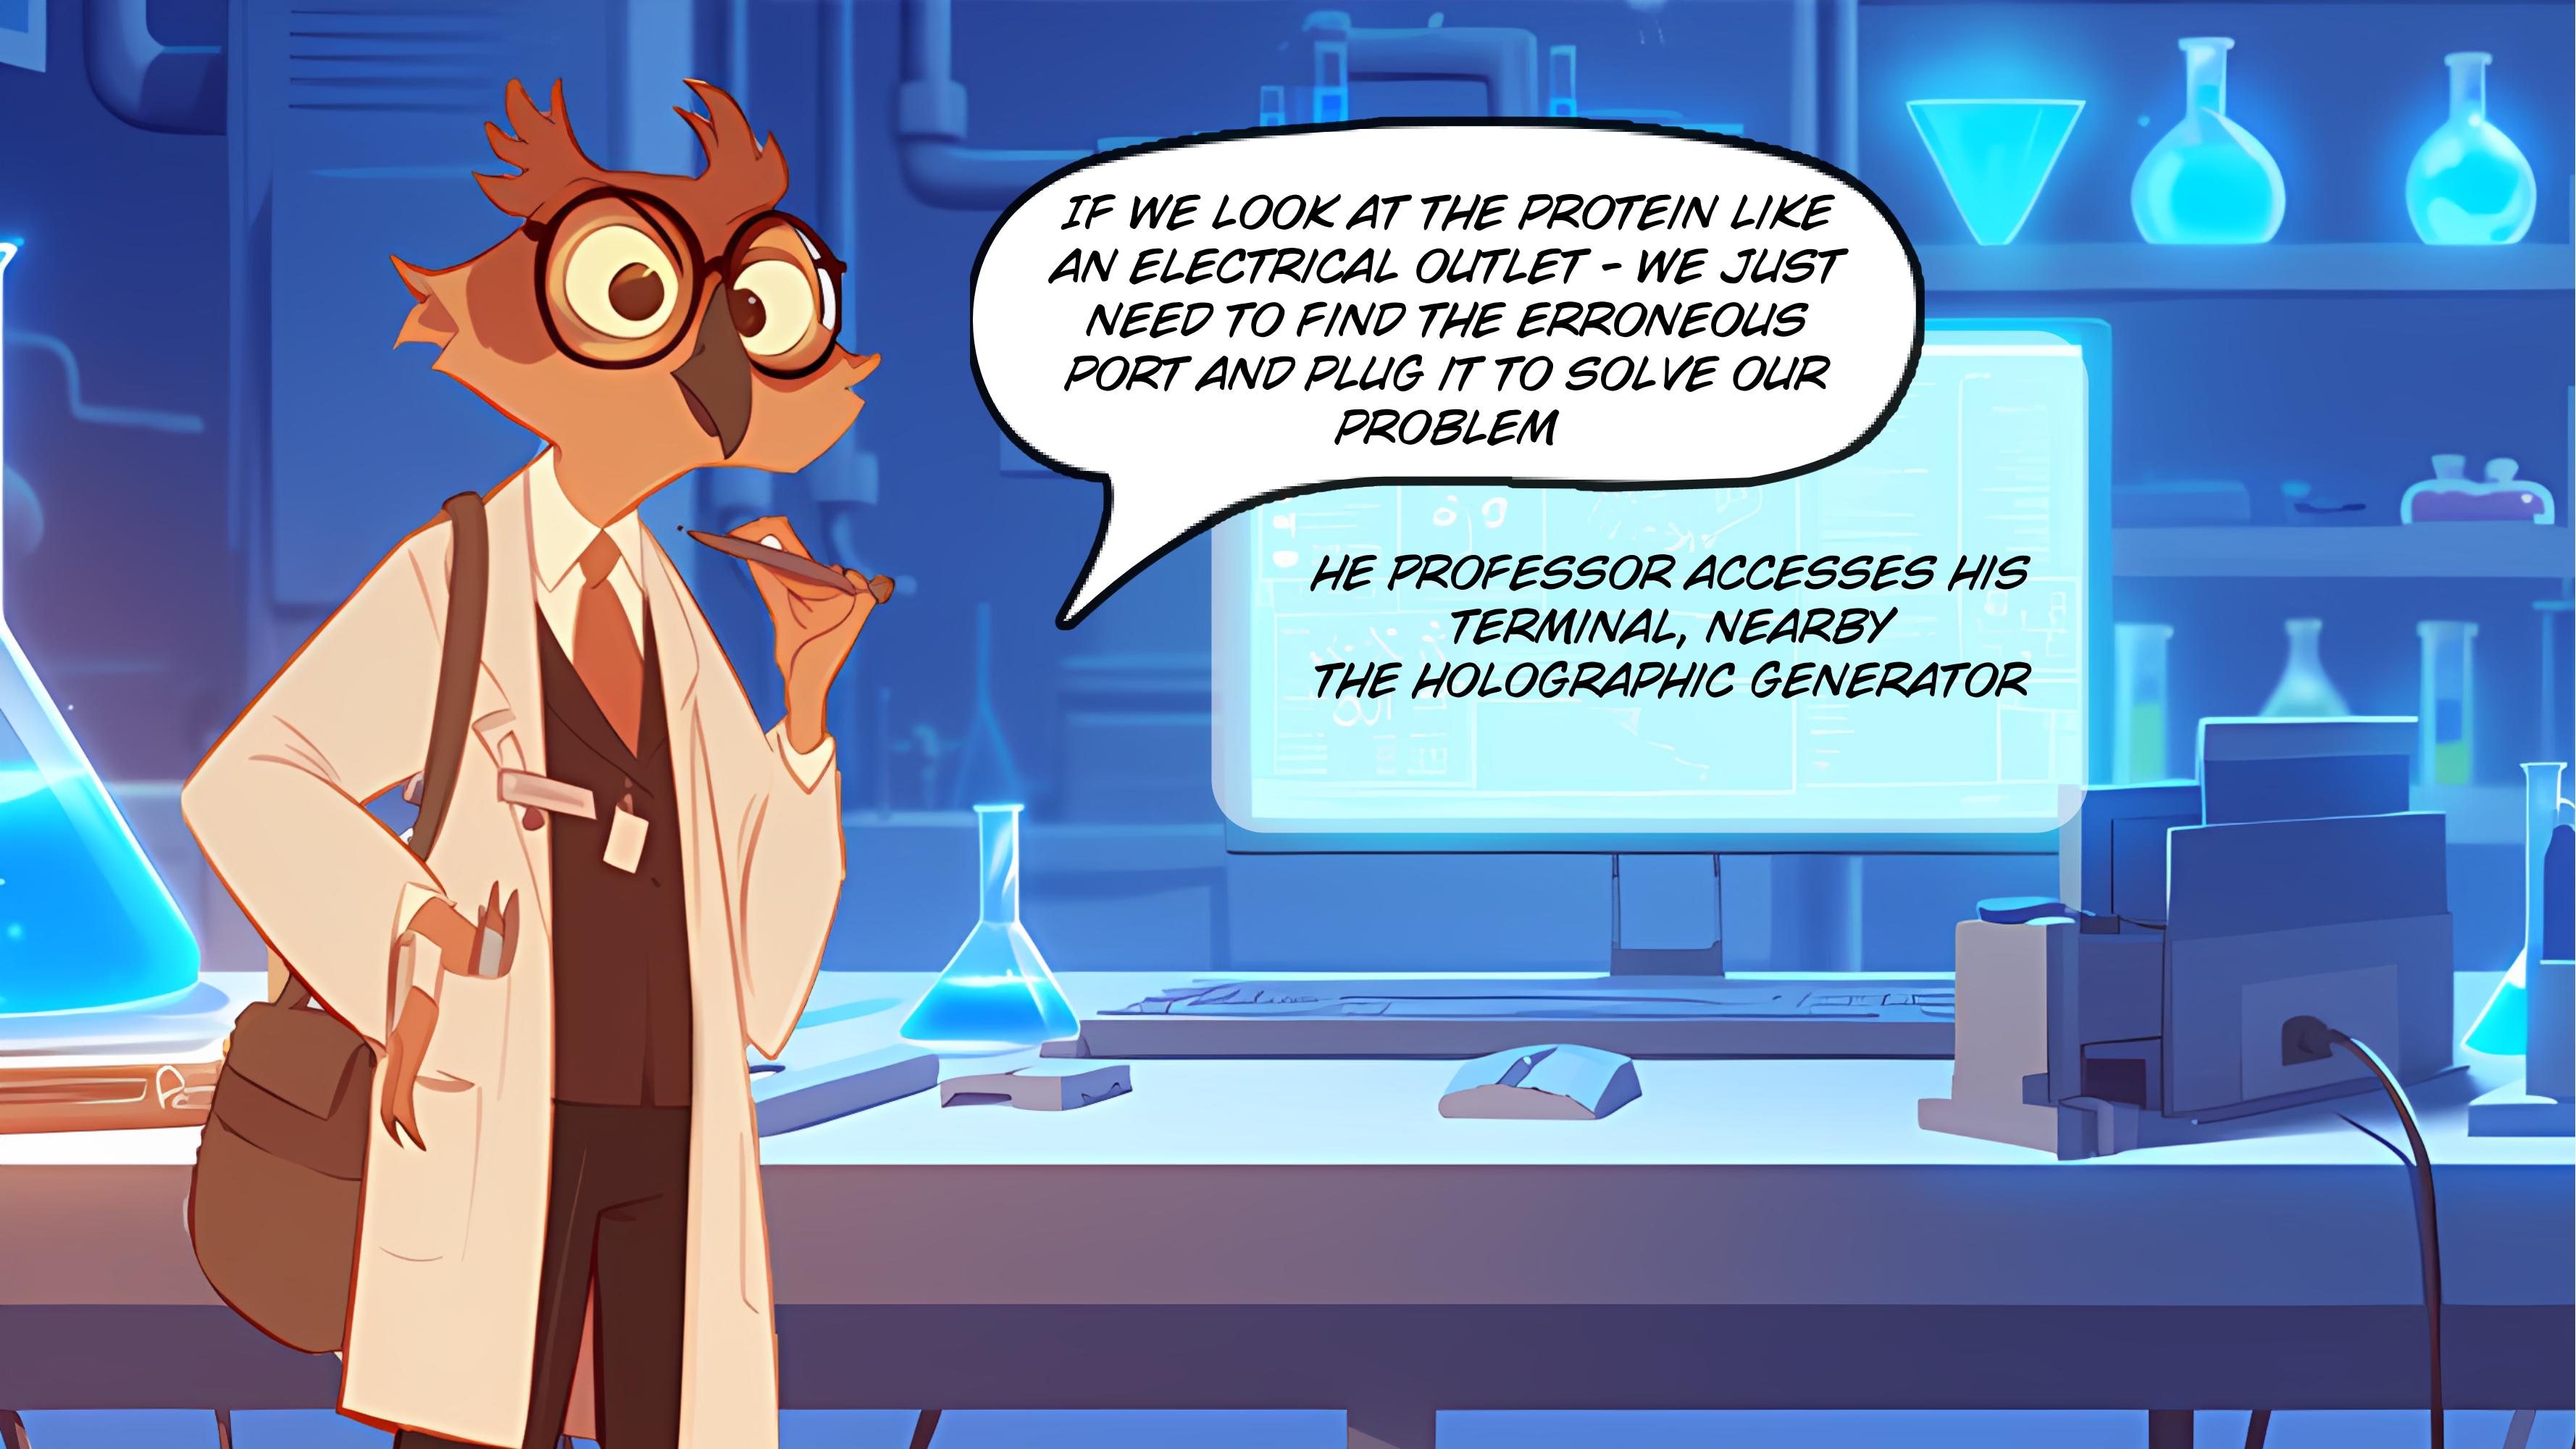 IF WE LOOK AT THE PROTEIN LIKE
AN ELECTRICAL OUTLET - WE JUST
NEED TO FIND THE ERRONEOUS
PORT AND PLUG IT TO SOLVE OUR
PROBLEM
HE PROFESSOR ACCESSES HIS
TERMINAL, NEARBY
THE HOLOGRAPHIC GENERATOR